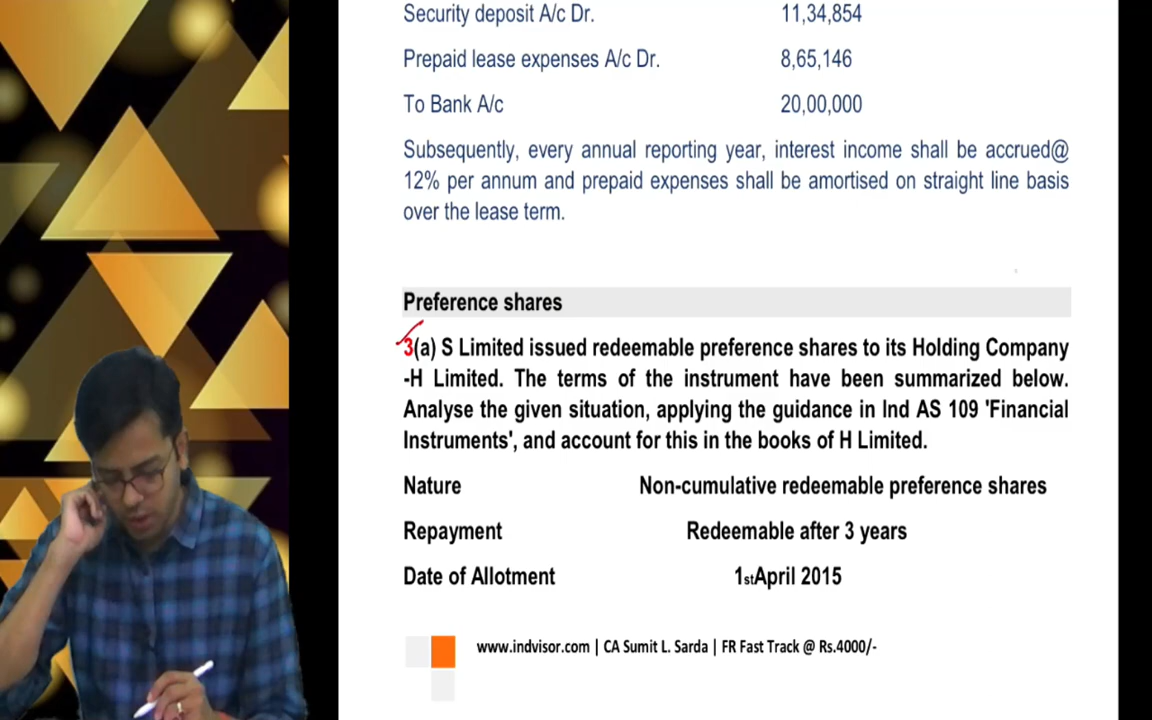 Security deposit A/c Dr. 11,34,854
Prepaid lease expenses A/c Dr. 8,65,146
To Bank A/c 20,00,000
Subsequently, every annual reporting year, interest income shall be accrued@
12% per annum and prepaid expenses shall be amortised on straight line basis
over the lease term.
Preference shares
3(a) S Limited issued redeemable preference shares to its Holding Company
-H Limited. The terms of the instrument have been summarized below.
Analyse the given situation, applying the guidance in Ind AS 109 'Financial
Instruments', and account for this in the books of H Limited.
Nature Non-cumulative redeemable preference shares
Repayment Redeemable after 3 years
Date of Allotment 1stApril 2015
www.indvisor.com | CA Sumit L. Sarda | FR Fast Track @ Rs.4000/-